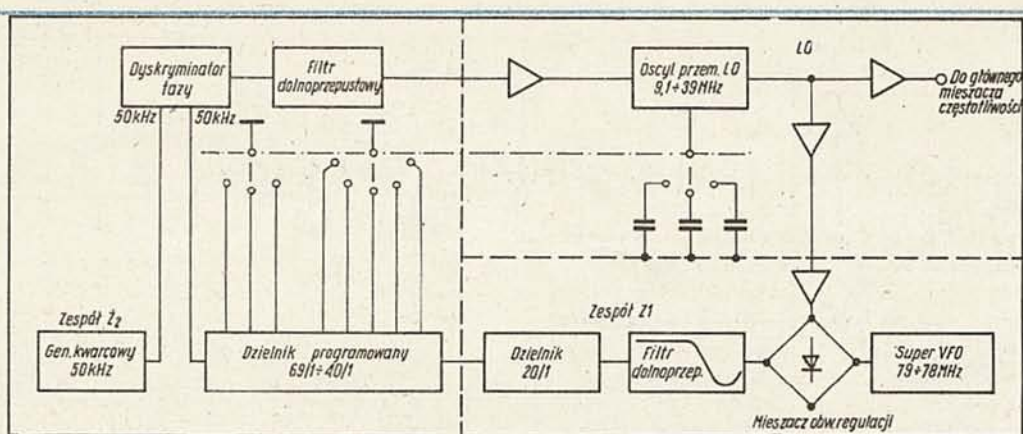 Dyskryminator
fazy
50kHz
50kHz
Filtr
dolnoprzepustowy
Oscyl przem. LO
9,1÷39MHz
LO
Do głównego
mieszacza
częstotliwości
Zespół Ż2
Gen. kwarcowy
50kHz
Dzielnik programowany
69/1÷40/1
Zespół Z1
Dzielnik
20/1
Filtr
dolnoprzep.
Super VFO
79÷78MHz
Mieszacz obw. regulacji